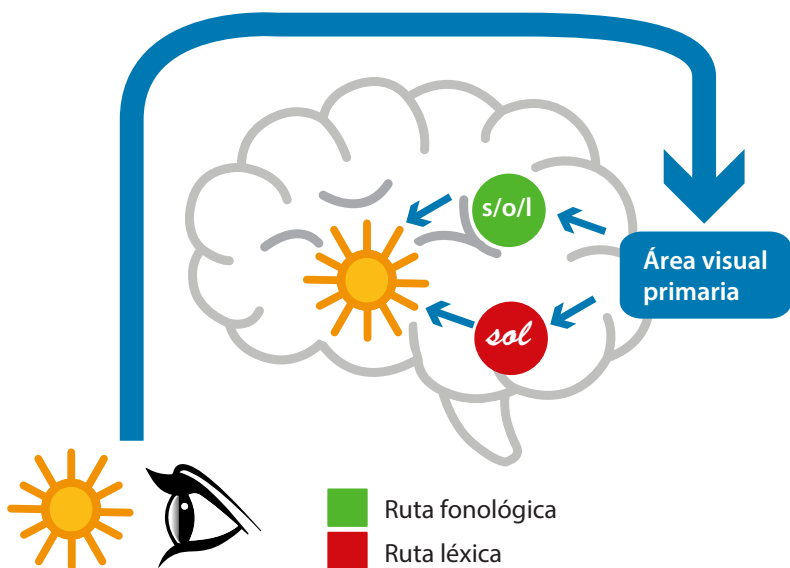 s/o/l
Área visual
primaria
sol
Ruta fonológica
Ruta léxica